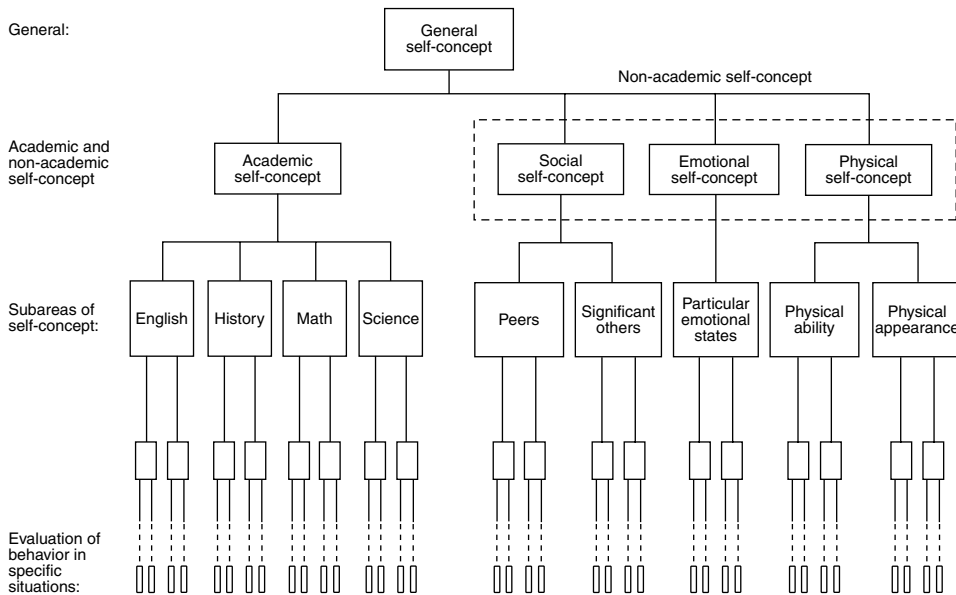 General:
General
self-concept
Non-academic self-concept
Academic and
non-academic
self-concept
Academic
self-concept
Social
self-concept
Emotional
self-concept
Physical
self-concept
Subareas of
self-concept:
English
History
Math
Science
Peers
Significant
others
Particular
emotional
states
Physical
ability
Physical
appearance
Evaluation of
behavior in
specific
situations: